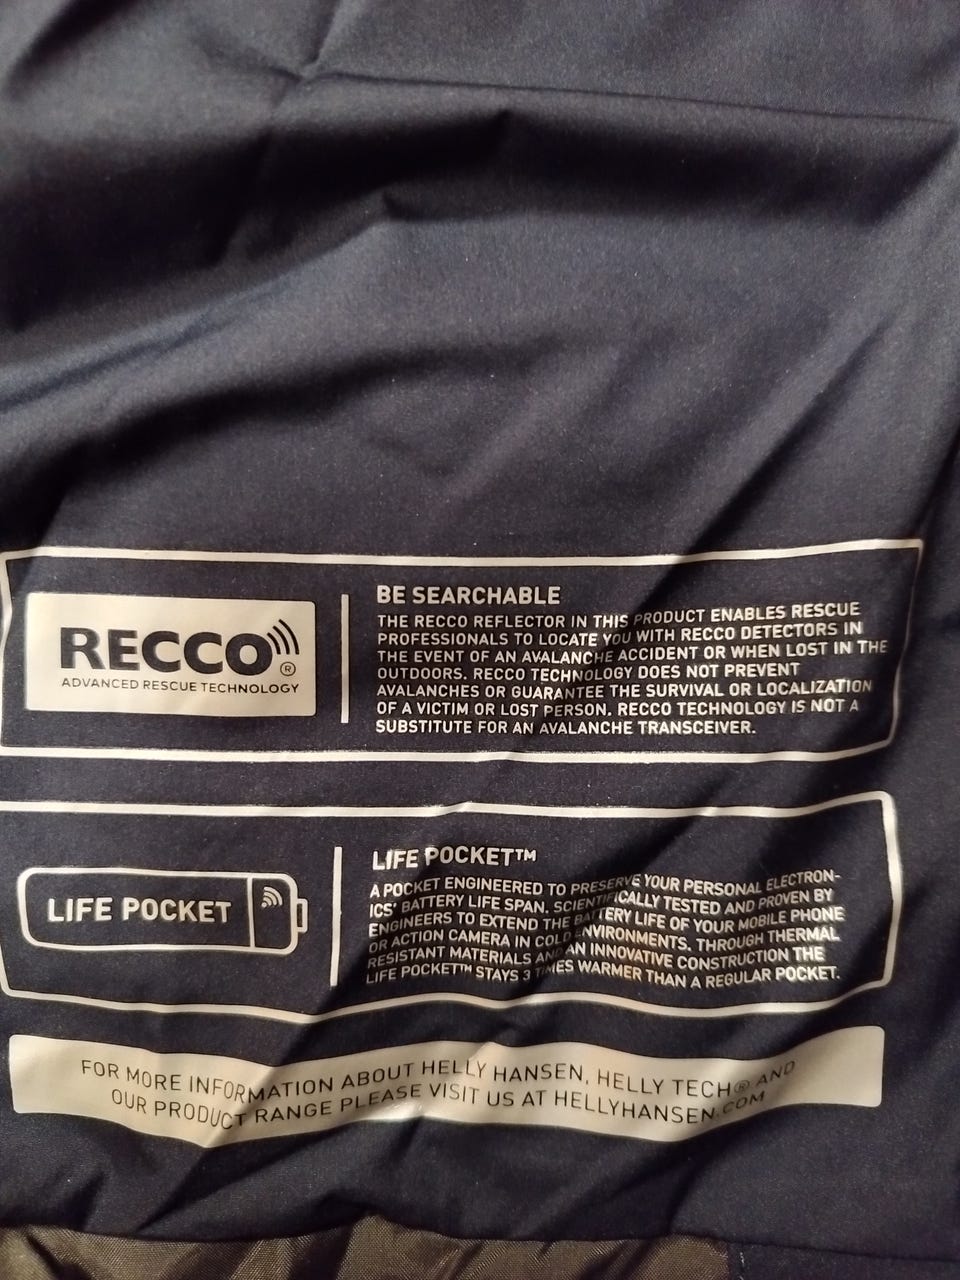 RECCO®
ADVANCED RESCUE TECHNOLOGY
BE SEARCHABLE
THE RECCO REFLECTOR IN THIS PRODUCT ENABLES RESCUE
PROFESSIONALS TO LOCATE YOU WITH RECCO DETECTORS IN
THE EVENT OF AN AVALANCHE ACCIDENT OR WHEN LOST IN THE
OUTDOORS. RECCO TECHNOLOGY DOES NOT PREVENT
AVALANCHES OR GUARANTEE THE SURVIVAL OR LOCALIZATION
OF A VICTIM OR LOST PERSON. RECCO TECHNOLOGY IS NOT A
SUBSTITUTE FOR AN AVALANCHE TRANSCEIVER.
LIFE POCKET
LIFE POCKET™
A POCKET ENGINEERED TO PRESERVE YOUR PERSONAL ELECTRON-
ICS' BATTERY LIFE SPAN. SCIENTIFICALLY TESTED AND PROVEN BY
ENGINEERS TO EXTEND THE BATTERY LIFE OF YOUR MOBILE PHONE
OR ACTION CAMERA IN COLD ENVIRONMENTS. THROUGH THERMAL
RESISTANT MATERIALS AND AN INNOVATIVE CONSTRUCTION THE
LIFE POCKET™ STAYS 3 TIMES WARMER THAN A REGULAR POCKET.
FOR MORE INFORMATION ABOUT HELLY HANSEN, HELLY TECH® AND
OUR PRODUCT RANGE PLEASE VISIT US AT HELLYHANSEN.COM